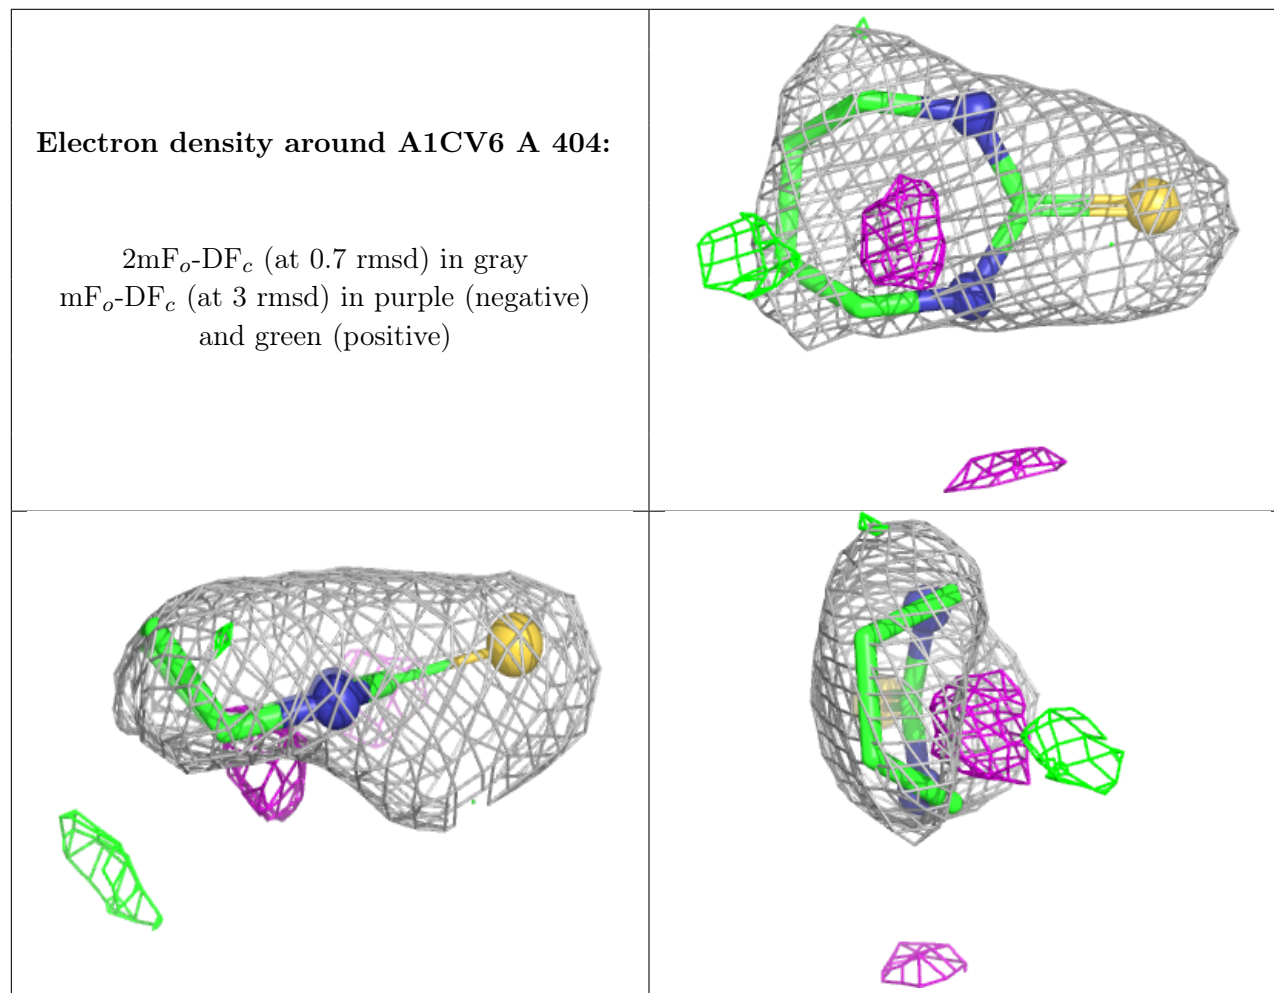 Electron density around A1CV6 A 404:
2mFo-DFc (at 0.7 rmsd) in gray
mFo-DFc (at 3 rmsd) in purple (negative)
and green (positive)